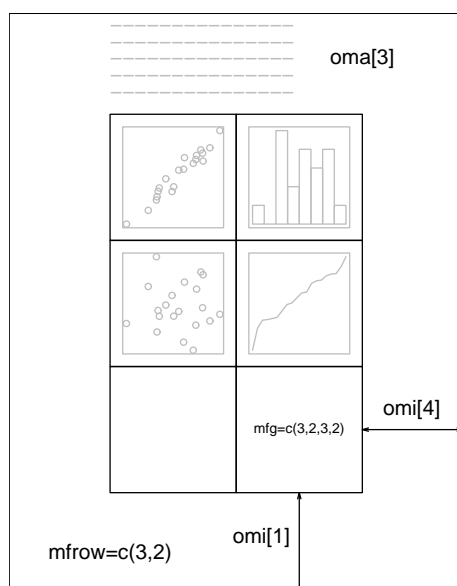 oma[3]
mfg=c(3,2,3,2)
omi[4]
omi[1]
mfrow=c(3,2)